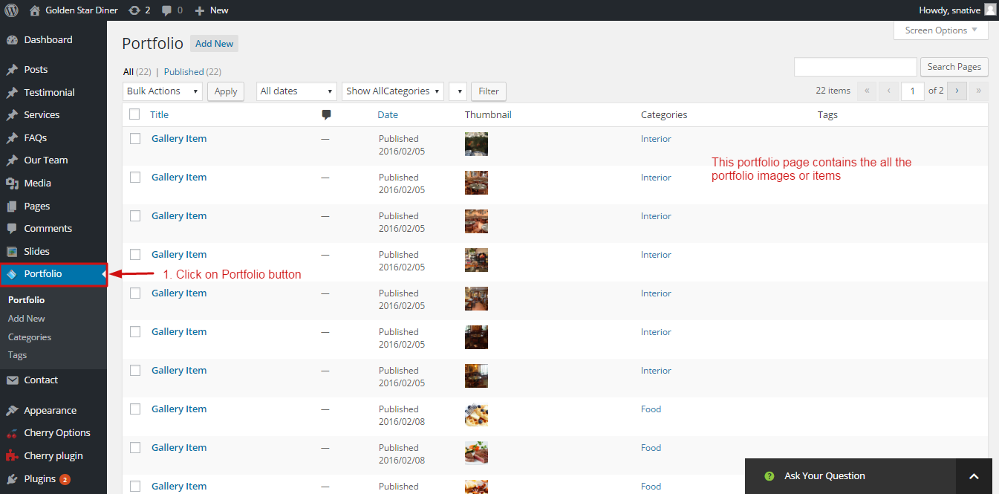 Golden Star Diner 2 0 + New Howdy, snative
Dashboard
Posts
Testimonial
Services
FAQs
Our Team
Media
Pages
Comments
Slides
Portfolio
Portfolio
Add New
Categories
Tags
Contact
Appearance
Cherry Options
Cherry plugin
Plugins 2
Screen Options
Portfolio Add New
All (22) | Published (22)
Search Pages
Bulk Actions Apply All dates Show AllCategories Filter 22 items « ‹ 1 of 2 › »
Title Date Thumbnail Categories Tags
Gallery Item — Published Interior
2016/02/05
This portfolio page contains the all the
portfolio images or items
Gallery Item — Published Interior
2016/02/05
Gallery Item — Published Interior
2016/02/05
Gallery Item — Published Interior
2016/02/05
1. Click on Portfolio button
Gallery Item — Published Interior
2016/02/05
Gallery Item — Published Interior
2016/02/05
Gallery Item — Published Interior
2016/02/05
Gallery Item — Published Food
2016/02/08
Gallery Item — Published Food
2016/02/08
Gallery Item — Published Food
? Ask Your Question